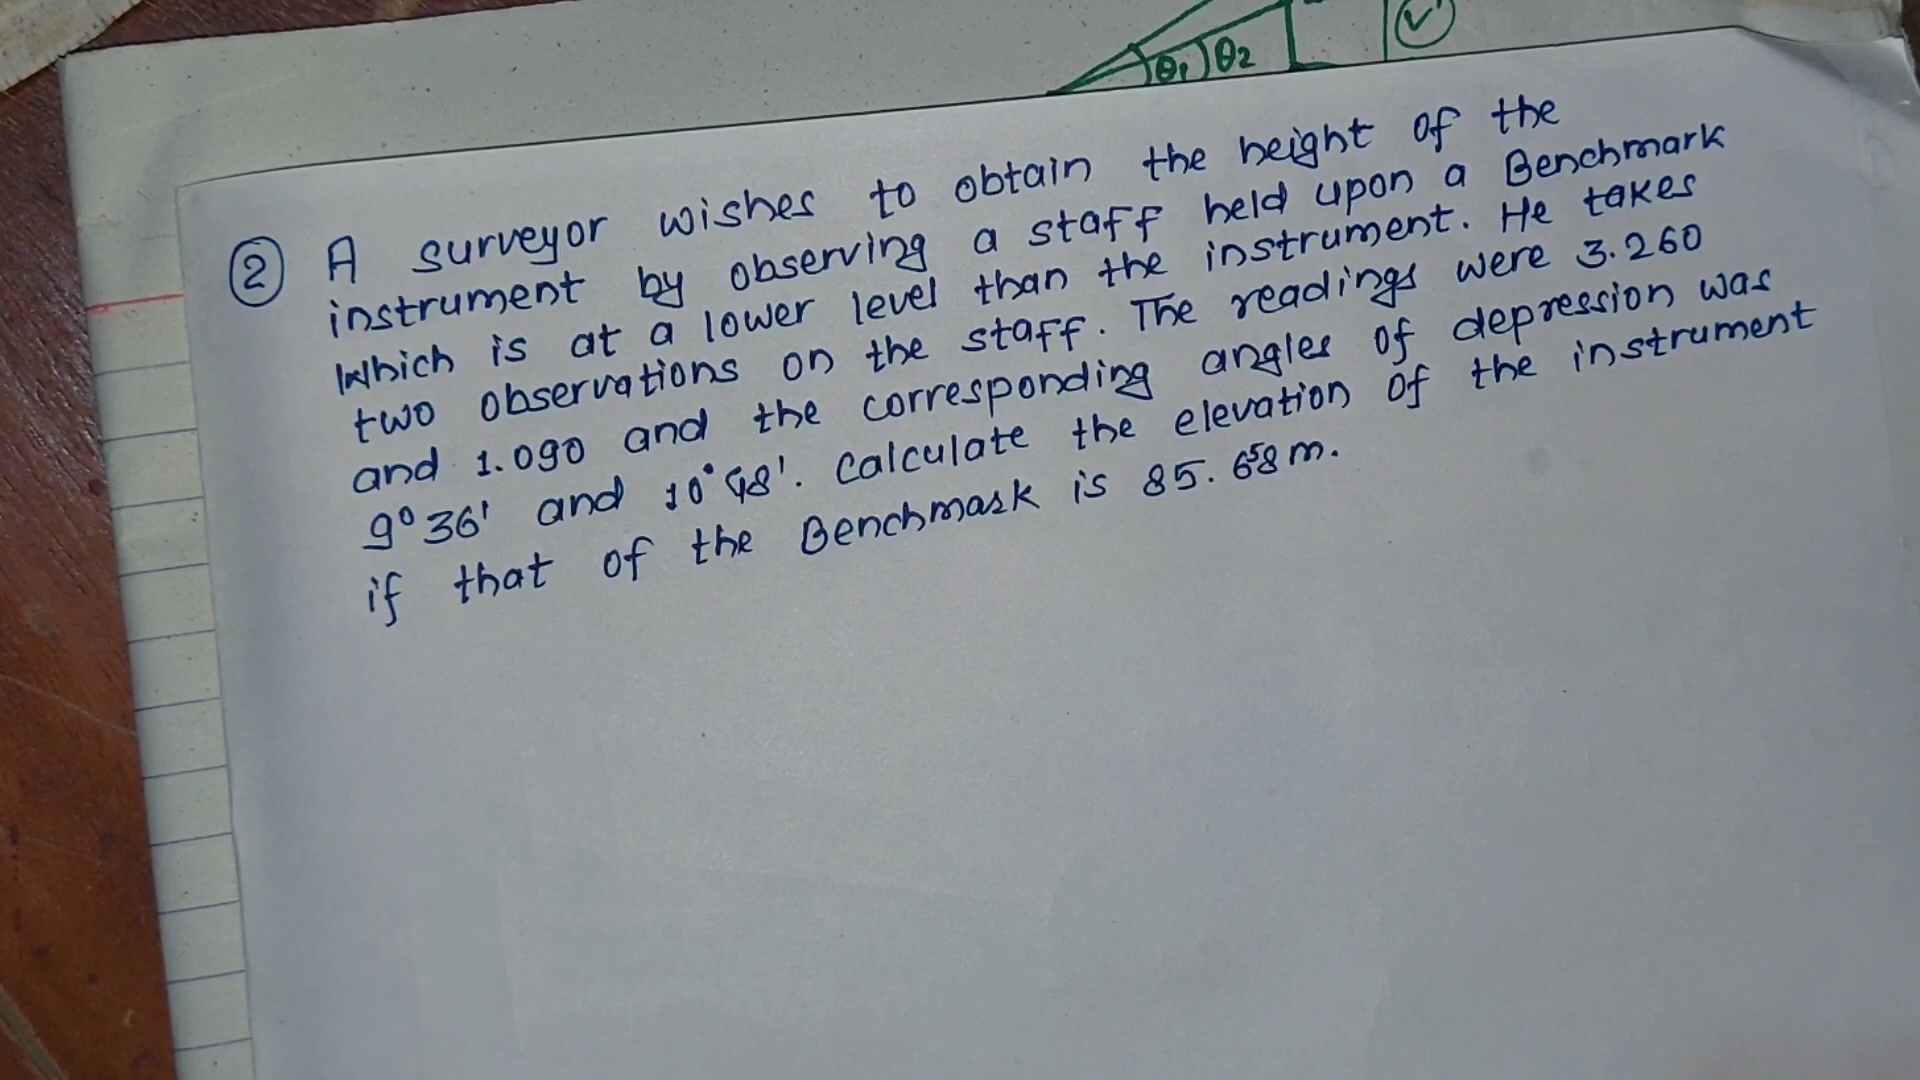 θ₁ θ₂ V'
② A surveyor wishes to obtain the height of the
instrument by observing a staff held upon a Benchmark
Which is at a lower level than the instrument. He takes
two observations on the staff. The readings were 3.260
and 1.090 and the corresponding angles of depression was
9° 36' and 10° 48'. Calculate the elevation of the instrument
if that of the Benchmark is 85.658 m.